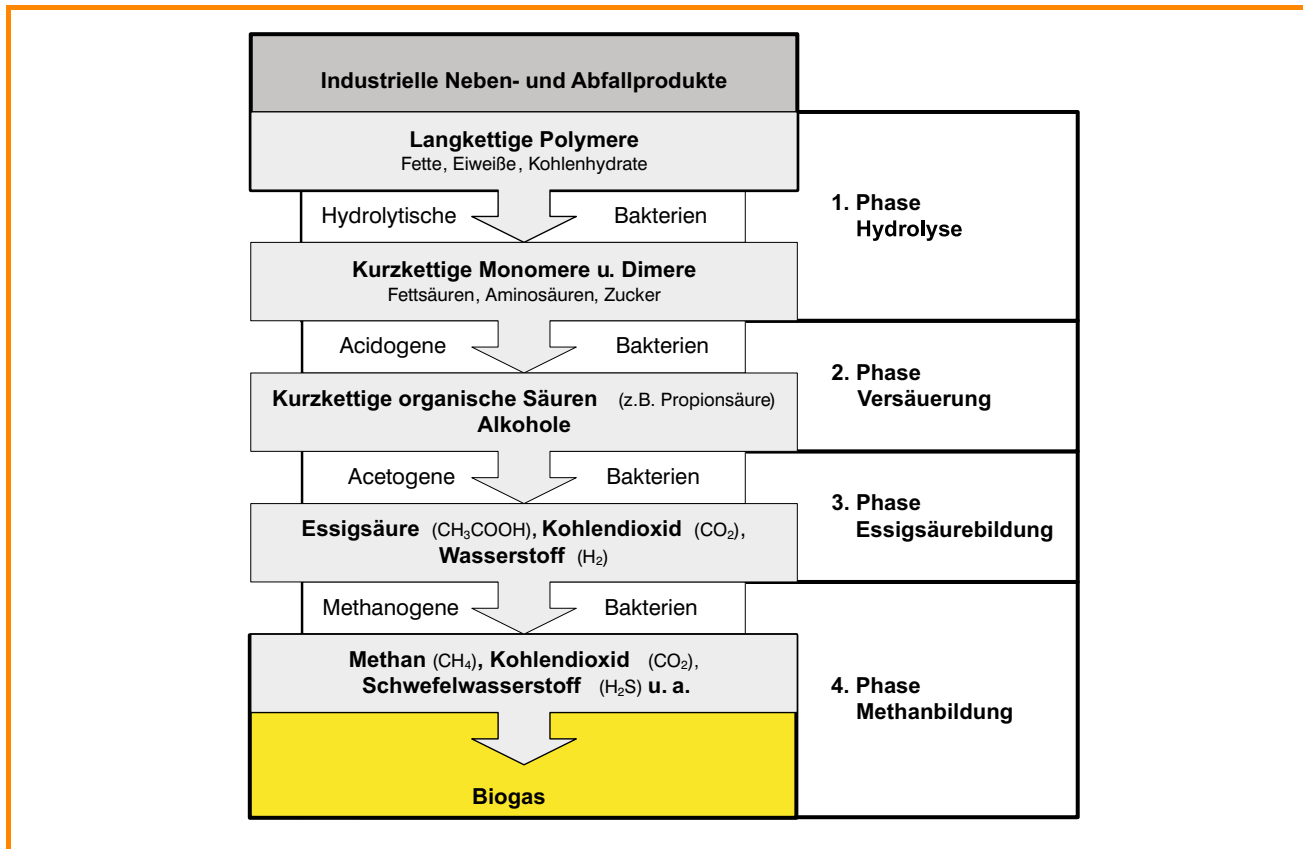 Industrielle Neben- und Abfallprodukte
Langkettige Polymere
Fette, Eiweiße, Kohlenhydrate
Hydrolytische Bakterien
1. Phase
Hydrolyse
Kurzkettige Monomere u. Dimere
Fettsäuren, Aminosäuren, Zucker
Acidogene Bakterien
2. Phase
Versäuerung
Kurzkettige organische Säuren (z.B. Propionsäure)
Alkohole
Acetogene Bakterien
3. Phase
Essigsäurebildung
Essigsäure (CH₃COOH), Kohlendioxid (CO₂),
Wasserstoff (H₂)
Methanogene Bakterien
Methan (CH₄), Kohlendioxid (CO₂),
Schwefelwasserstoff (H₂S) u. a.
4. Phase
Methanbildung
Biogas